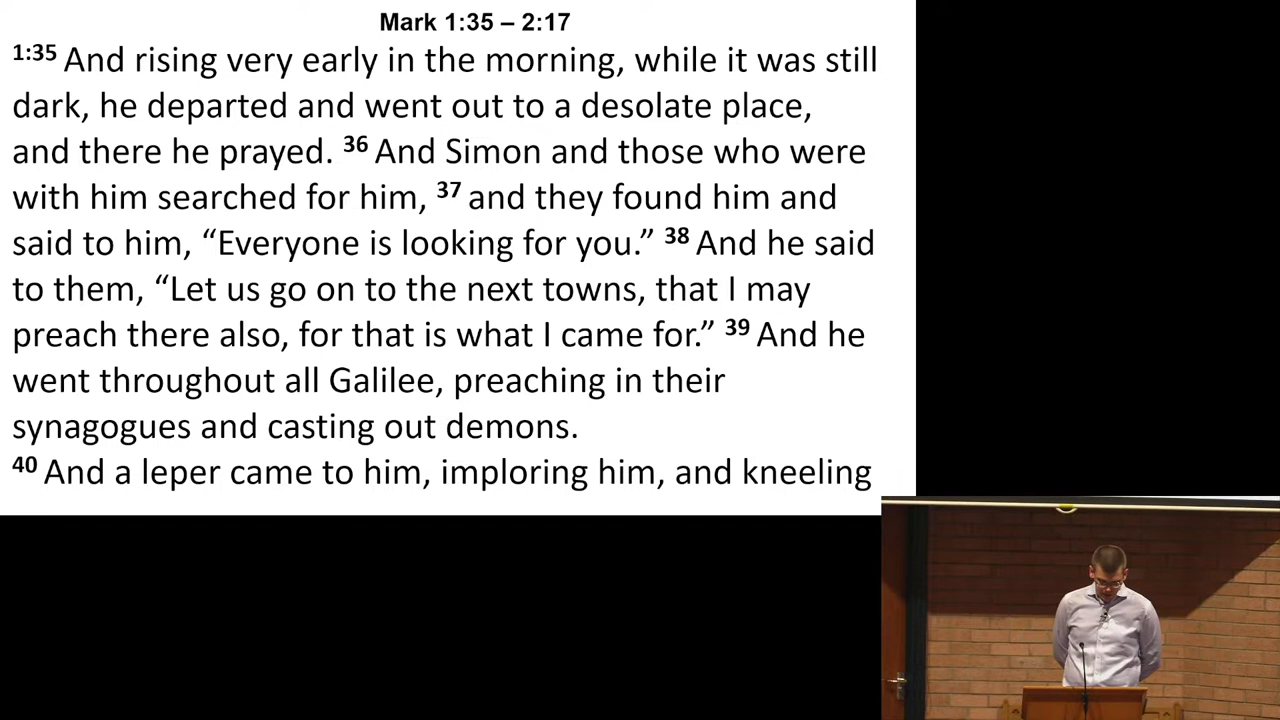 Mark 1:35 – 2:17
1:35 And rising very early in the morning, while it was still
dark, he departed and went out to a desolate place,
and there he prayed. 36 And Simon and those who were
with him searched for him, 37 and they found him and
said to him, “Everyone is looking for you.” 38 And he said
to them, “Let us go on to the next towns, that I may
preach there also, for that is what I came for.” 39 And he
went throughout all Galilee, preaching in their
synagogues and casting out demons.
40 And a leper came to him, imploring him, and kneeling